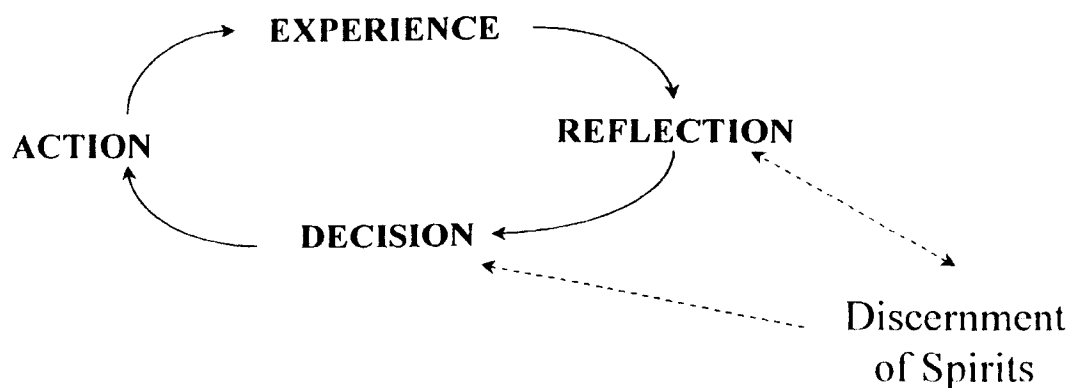 EXPERIENCE
REFLECTION
ACTION
DECISION
Discernment
of Spirits